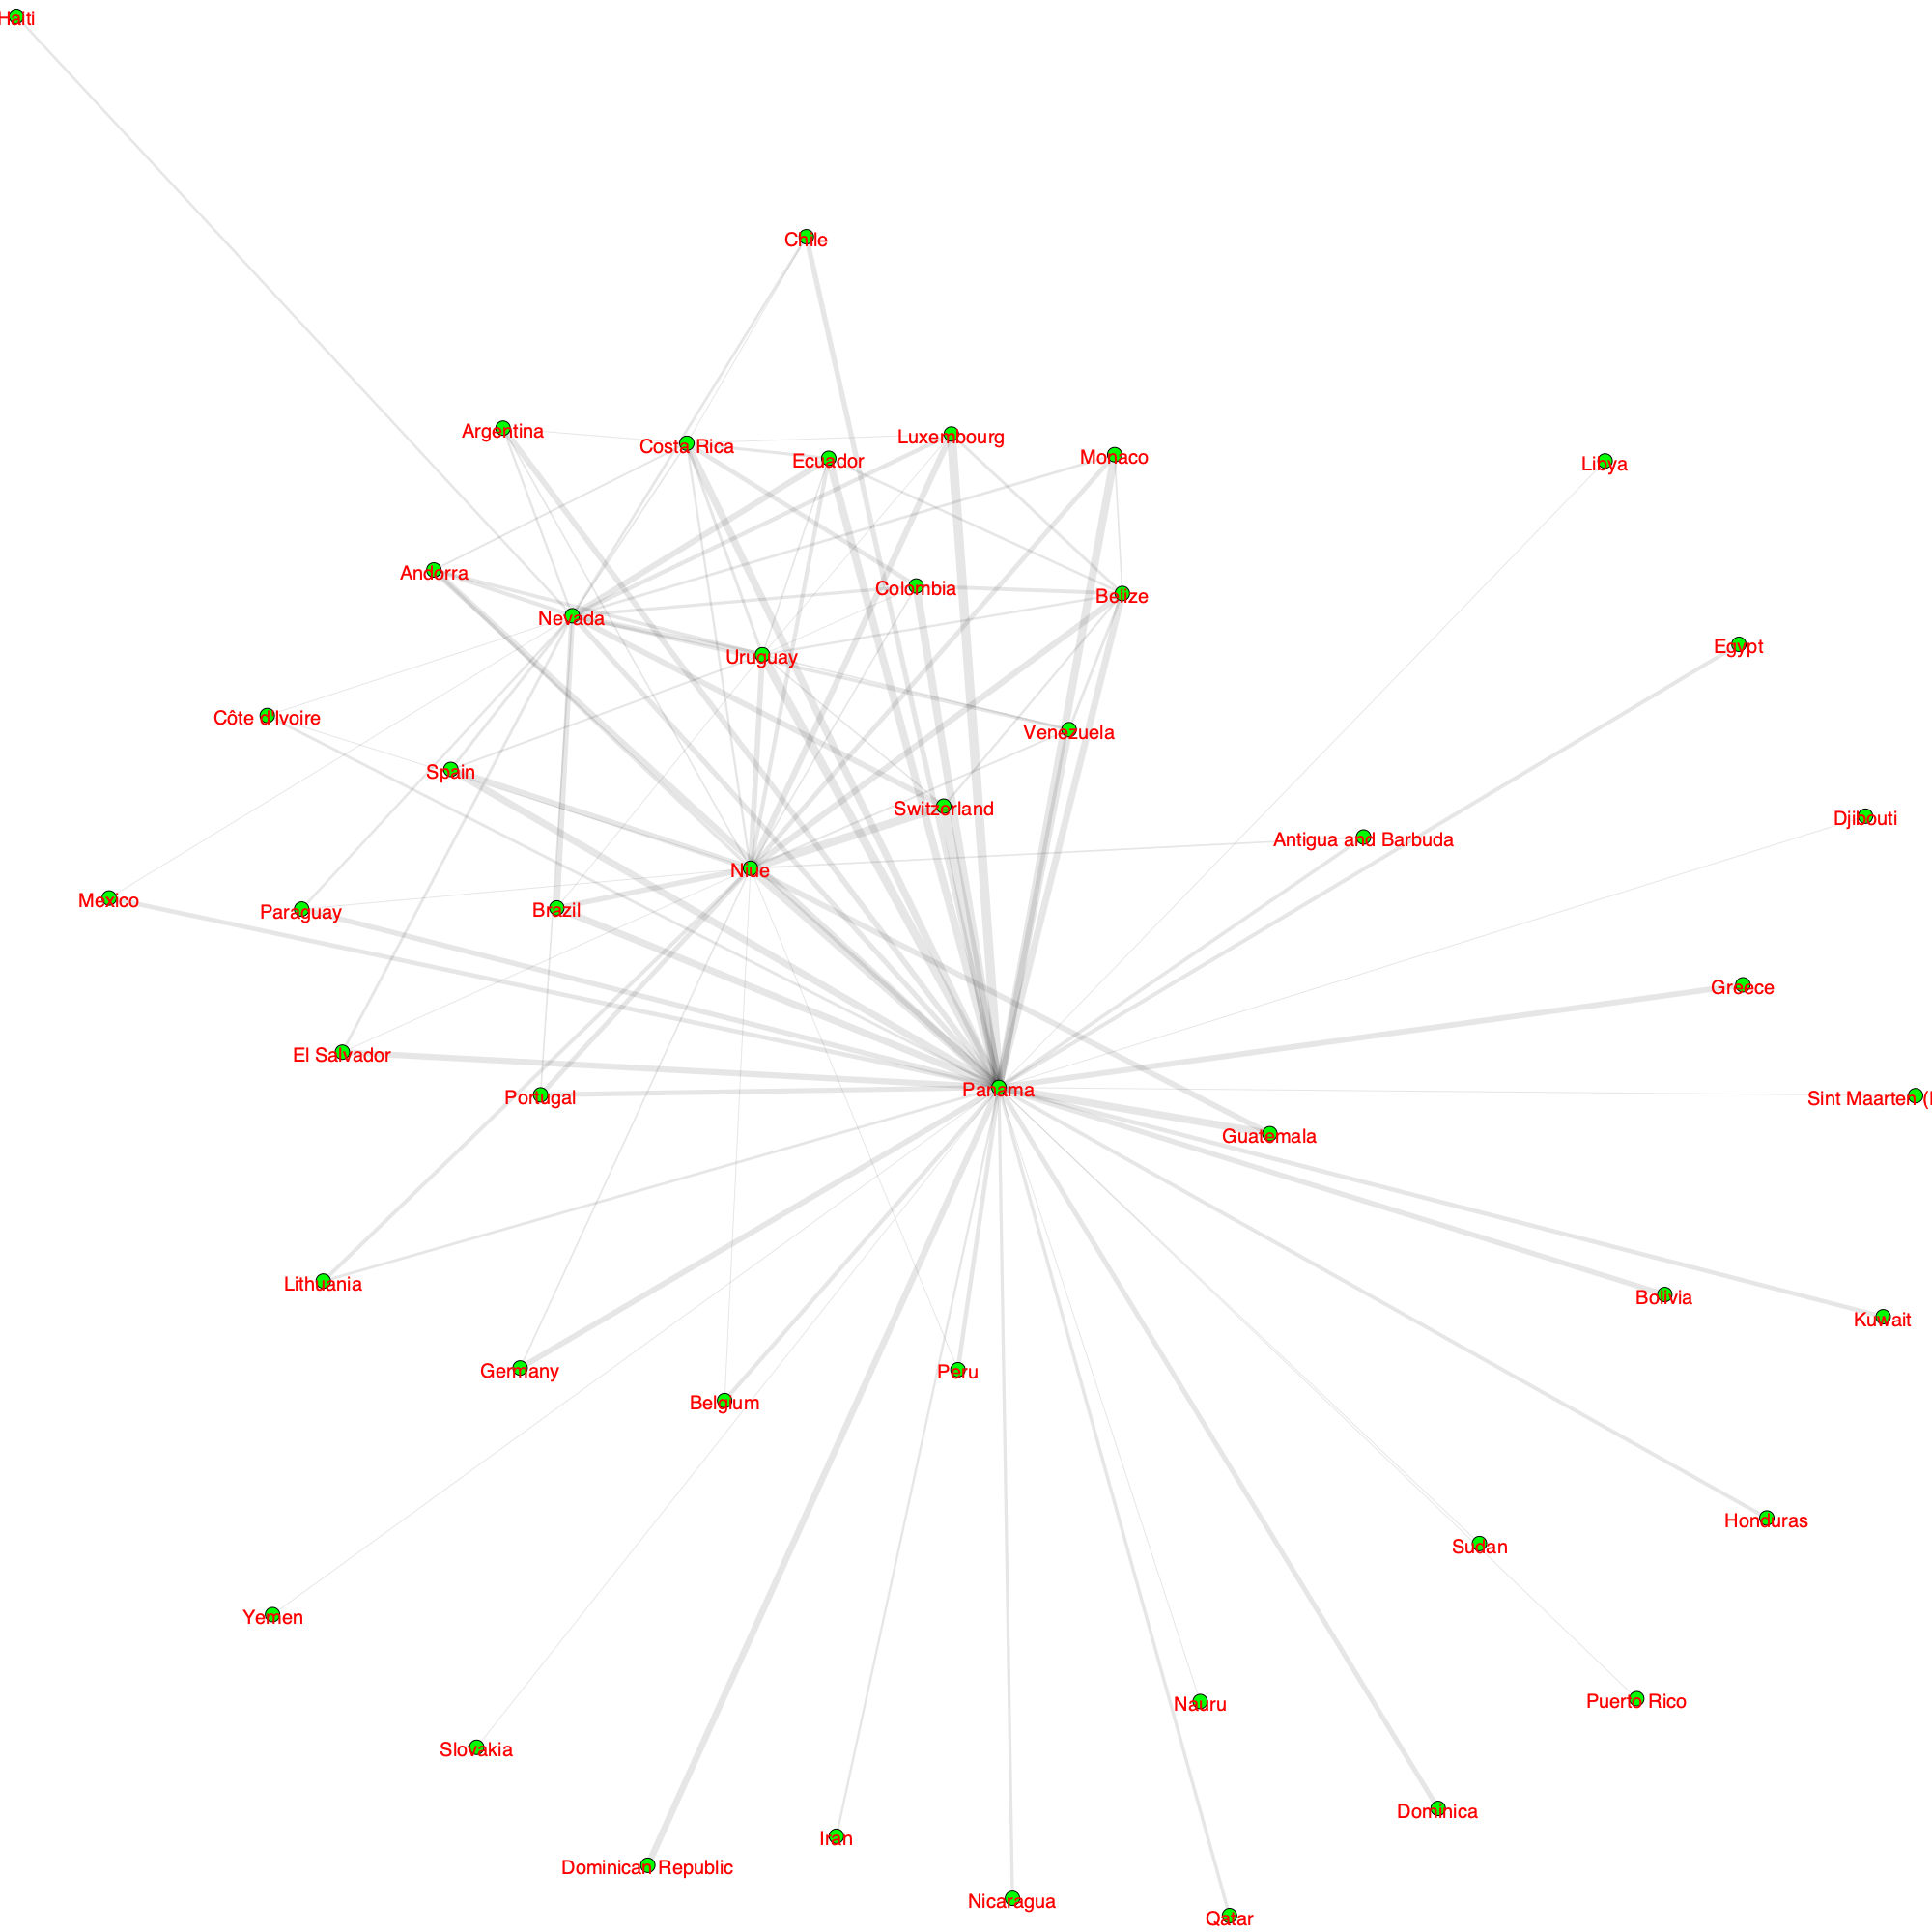 Haiti
Chile
Argentina
Costa Rica
Luxembourg
Ecuador
Monaco
Libya
Andorra
Colombia
Belize
Nevada
Uruguay
Egypt
Côte d'Ivoire
Venezuela
Spain
Switzerland
Djibouti
Antigua and Barbuda
Niue
Mexico
Paraguay
Brazil
Greece
El Salvador
Panama
Portugal
Sint Maarten (
Guatemala
Lithuania
Bolivia
Kuwait
Germany
Peru
Belgium
Honduras
Sudan
Yemen
Nauru
Puerto Rico
Slovakia
Dominica
Iran
Dominican Republic
Nicaragua
Qatar